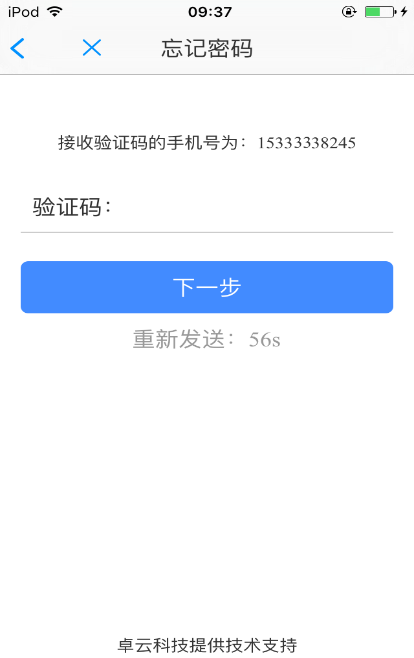 iPod 09:37
忘记密码
接收验证码的手机号为：15333338245
验证码：
下一步
重新发送：56s
卓云科技提供技术支持